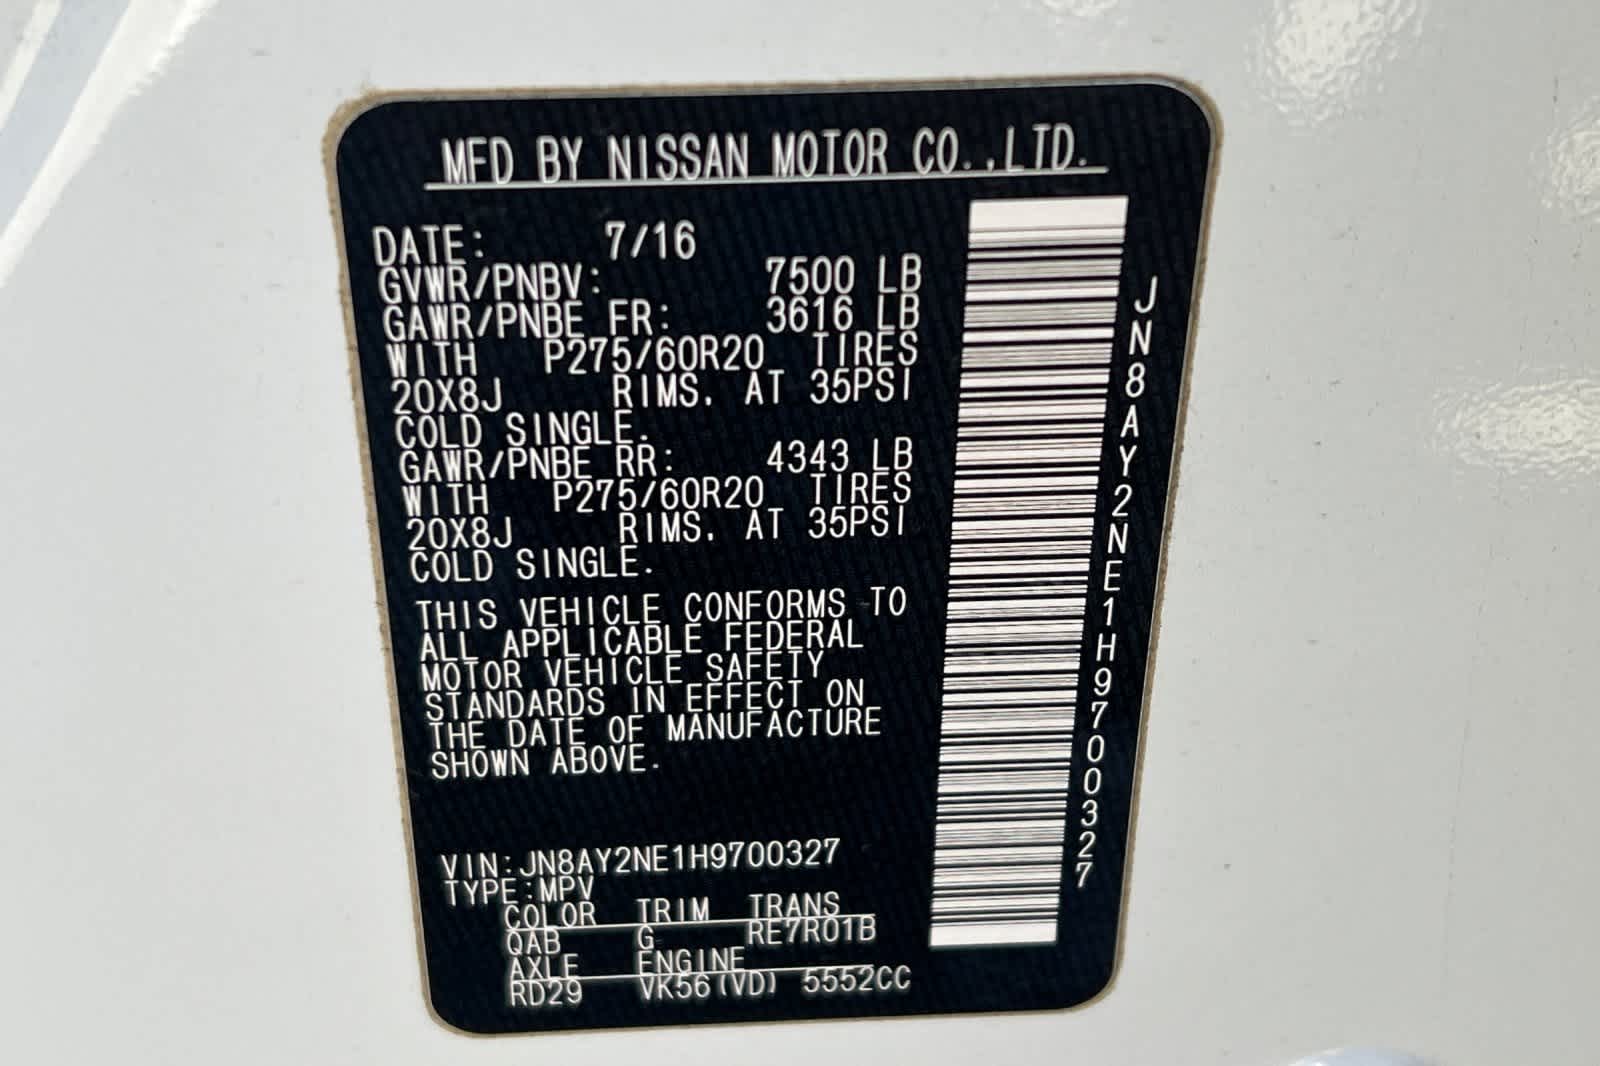 MFD BY NISSAN MOTOR CO.,LTD.
DATE: 7/16
GVWR/PNBV: 7500 LB
GAWR/PNBE FR: 3616 LB
WITH P275/60R20 TIRES
20X8J RIMS. AT 35PSI
COLD SINGLE.
GAWR/PNBE RR: 4343 LB
WITH P275/60R20 TIRES
20X8J RIMS. AT 35PSI
COLD SINGLE.
THIS VEHICLE CONFORMS TO
ALL APPLICABLE FEDERAL
MOTOR VEHICLE SAFETY
STANDARDS IN EFFECT ON
THE DATE OF MANUFACTURE
SHOWN ABOVE.
VIN:JN8AY2NE1H9700327
TYPE:MPV
COLOR TRIM TRANS
QAB G RE7R01B
AXLE ENGINE
RD29 VK56(VD) 5552CC
JN8AY2NE1H9700327